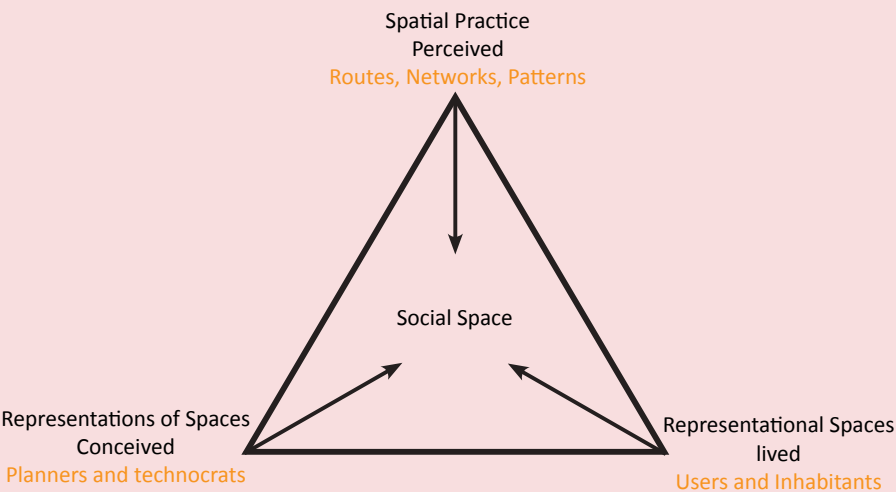 Spatial Practice
Perceived
Routes, Networks, Patterns
Social Space
Representations of Spaces
Conceived
Planners and technocrats
Representational Spaces
lived
Users and Inhabitants